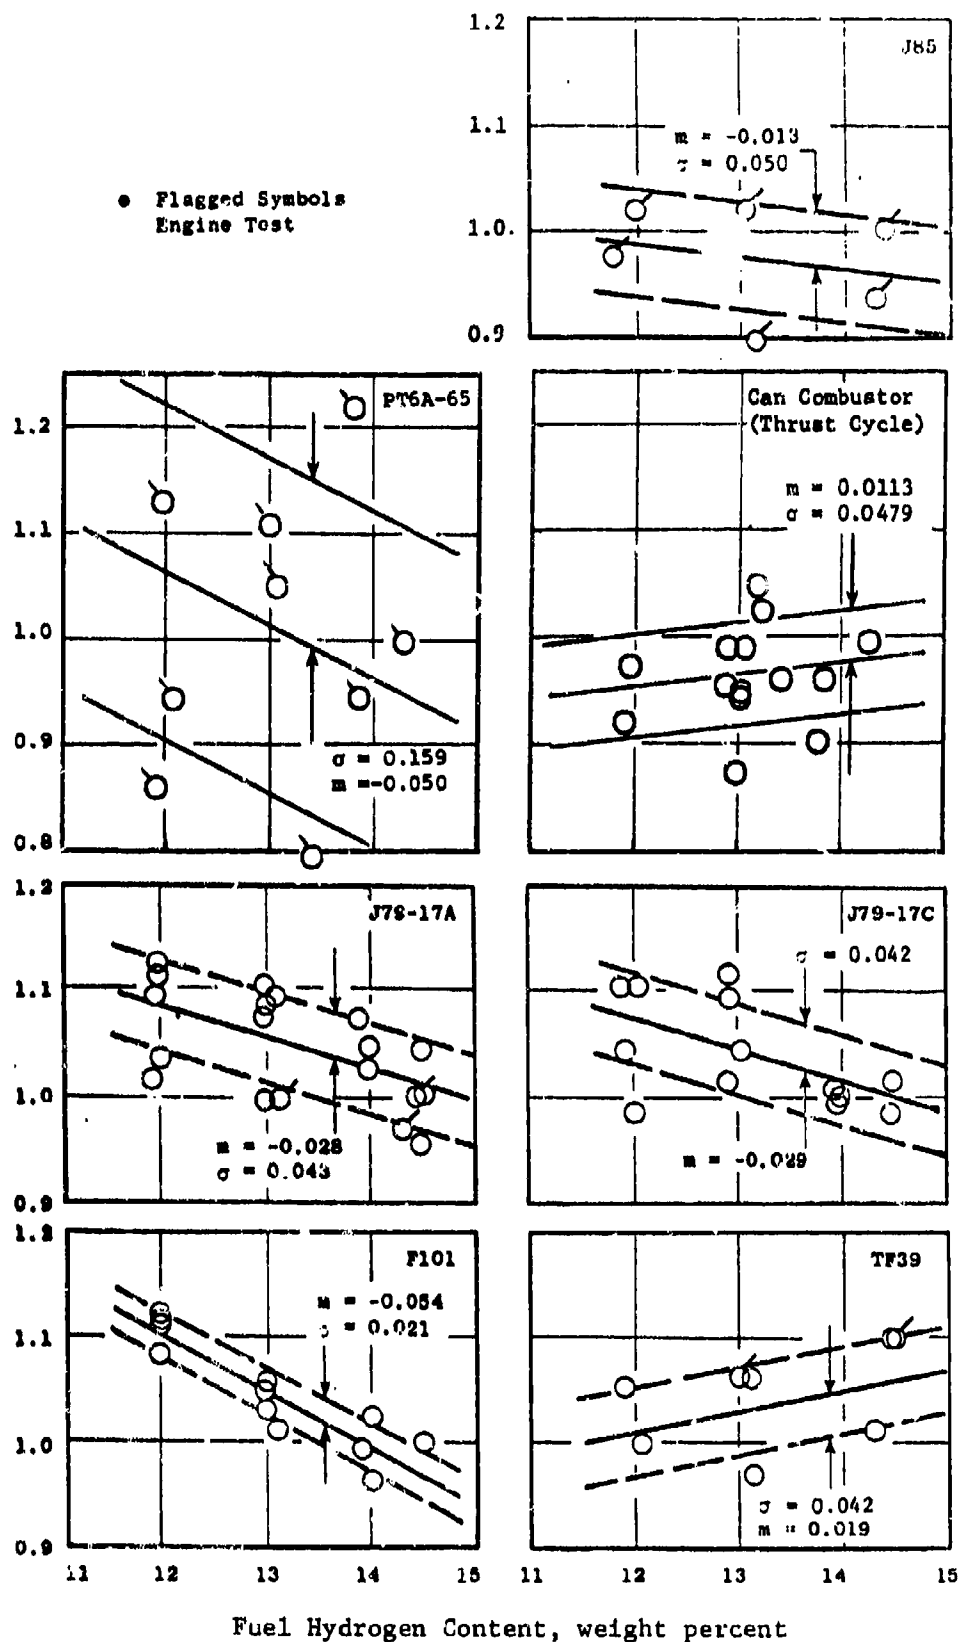 1.2
J85
1.1
m = -0.013
σ = 0.050
● Flagged Symbols
Engine Test
1.0
0.9
PT6A-65
1.2
1.1
1.0
0.9
0.8
σ = 0.159
m =-0.050
Can Combustor
(Thrust Cycle)
m = 0.0113
σ = 0.0479
1.2
J79-17A
1.1
1.0
m = -0.028
σ = 0.043
0.9
J79-17C
σ = 0.042
m = -0.029
1.2
F101
m = -0.054
σ = 0.021
1.1
1.0
0.9
11 12 13 14 15
TF39
σ = 0.042
m = 0.019
11 12 13 14 15
Fuel Hydrogen Content, weight percent